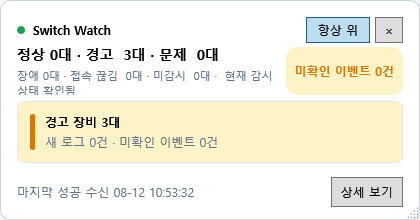 Switch Watch
항상 위
×
정상 0대 · 경고 3대 · 문제 0대
장애 0대 · 접속 끊김 0대 · 미감시 0대 · 현재 감시
상태 확인됨
미확인 이벤트 0건
경고 장비 3대
새 로그 0건 · 미확인 이벤트 0건
마지막 성공 수신 08-12 10:53:32
상세 보기